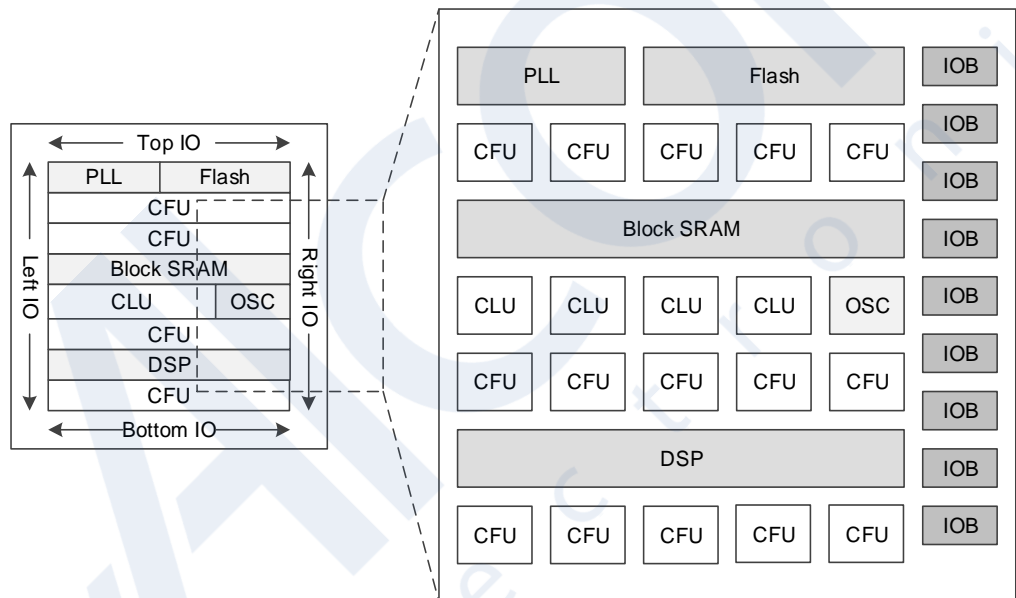 Top IO
PLL Flash
CFU
CFU
Block SRAM
CLU OSC
CFU
DSP
CFU
Bottom IO
Left IO
Right IO
PLL Flash IOB
IOB
CFU CFU CFU CFU CFU
IOB
Block SRAM IOB
CLU CLU CLU CLU OSC IOB
IOB
CFU CFU CFU CFU CFU
IOB
DSP IOB
CFU CFU CFU CFU CFU IOB